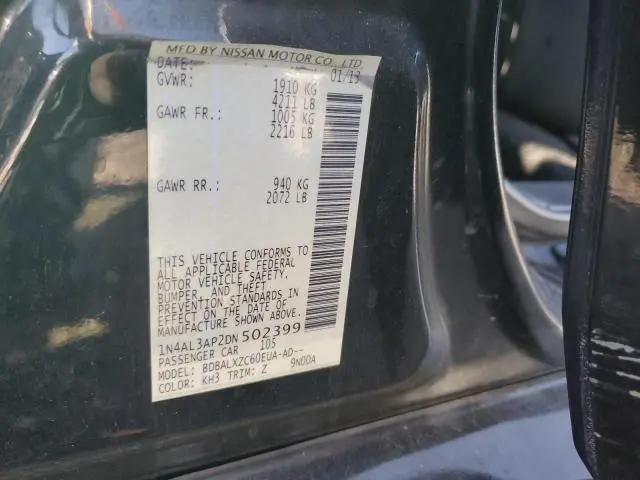 MFD BY NISSAN MOTOR CO., LTD
DATE: 01/13
GVWR: 1910 KG
4211 LB
GAWR FR.: 1005 KG
2216 LB
GAWR RR.: 940 KG
2072 LB
THIS VEHICLE CONFORMS TO
ALL APPLICABLE FEDERAL
MOTOR VEHICLE SAFETY,
BUMPER, AND THEFT
PREVENTION STANDARDS IN
EFFECT ON THE DATE OF
MANUFACTURE SHOWN ABOVE.
1N4AL3AP2DN502399
PASSENGER CAR 105
MODEL: BDBALXZC60EUA-AD--
COLOR: KH3 TRIM: Z 9N00A